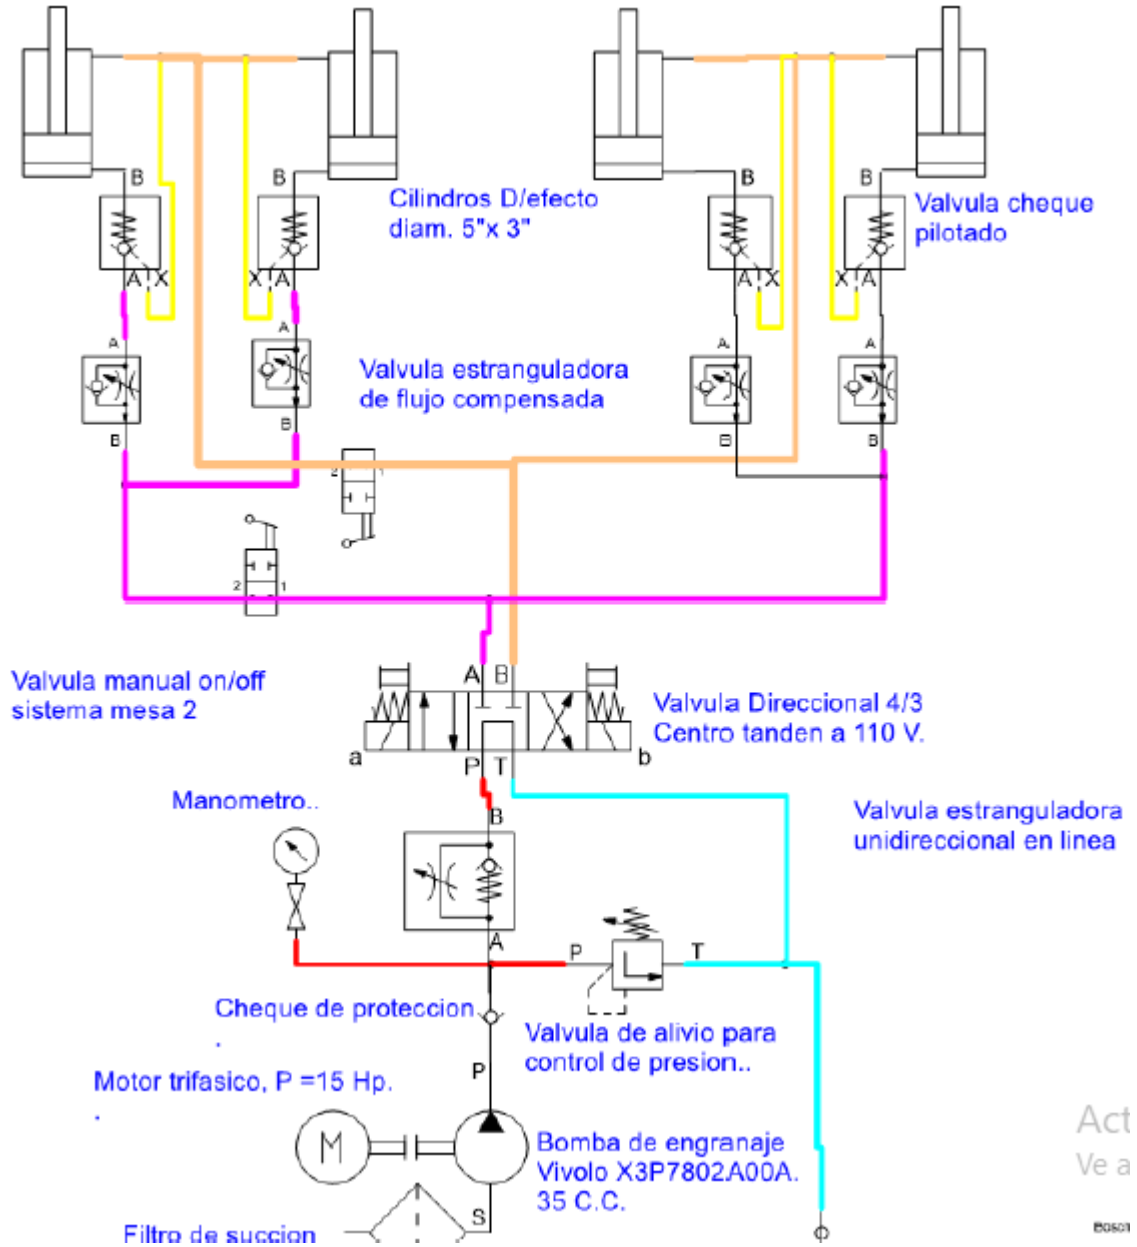 B
B
B
B
Cilindros D/efecto
diam. 5"x 3"
Valvula cheque
pilotado
A X
X A
A X
X A
A
A
A
A
Valvula estranguladora
de flujo compensada
B
B
B
B
2 1
2 1
Valvula manual on/off
sistema mesa 2
A B
Valvula Direccional 4/3
Centro tanden a 110 V.
a
b
P T
Manometro..
B
Valvula estranguladora
unidireccional en linea
A
P
T
Cheque de proteccion
.
Valvula de alivio para
control de presion..
P
Motor trifasico, P =15 Hp.
.
M
Bomba de engranaje
Vivolo X3P7802A00A.
35 C.C.
S
Filtro de succion
Act
Ve a